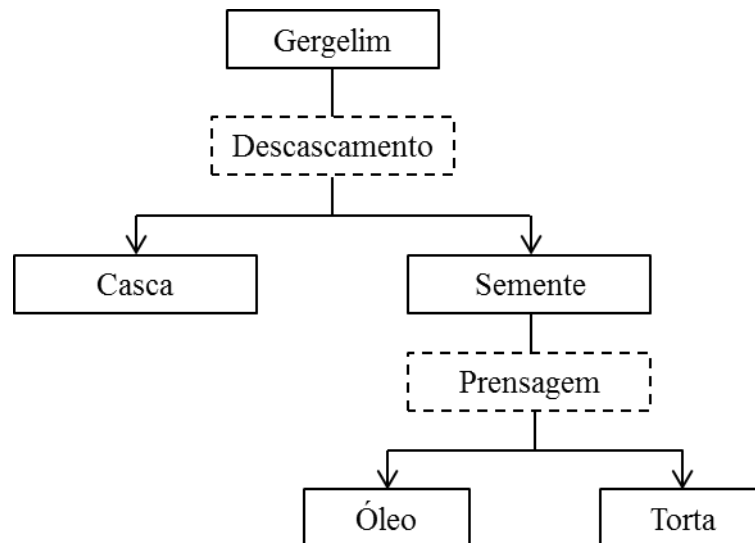 Gergelim
Descascamento
Casca
Semente
Prensagem
Óleo
Torta